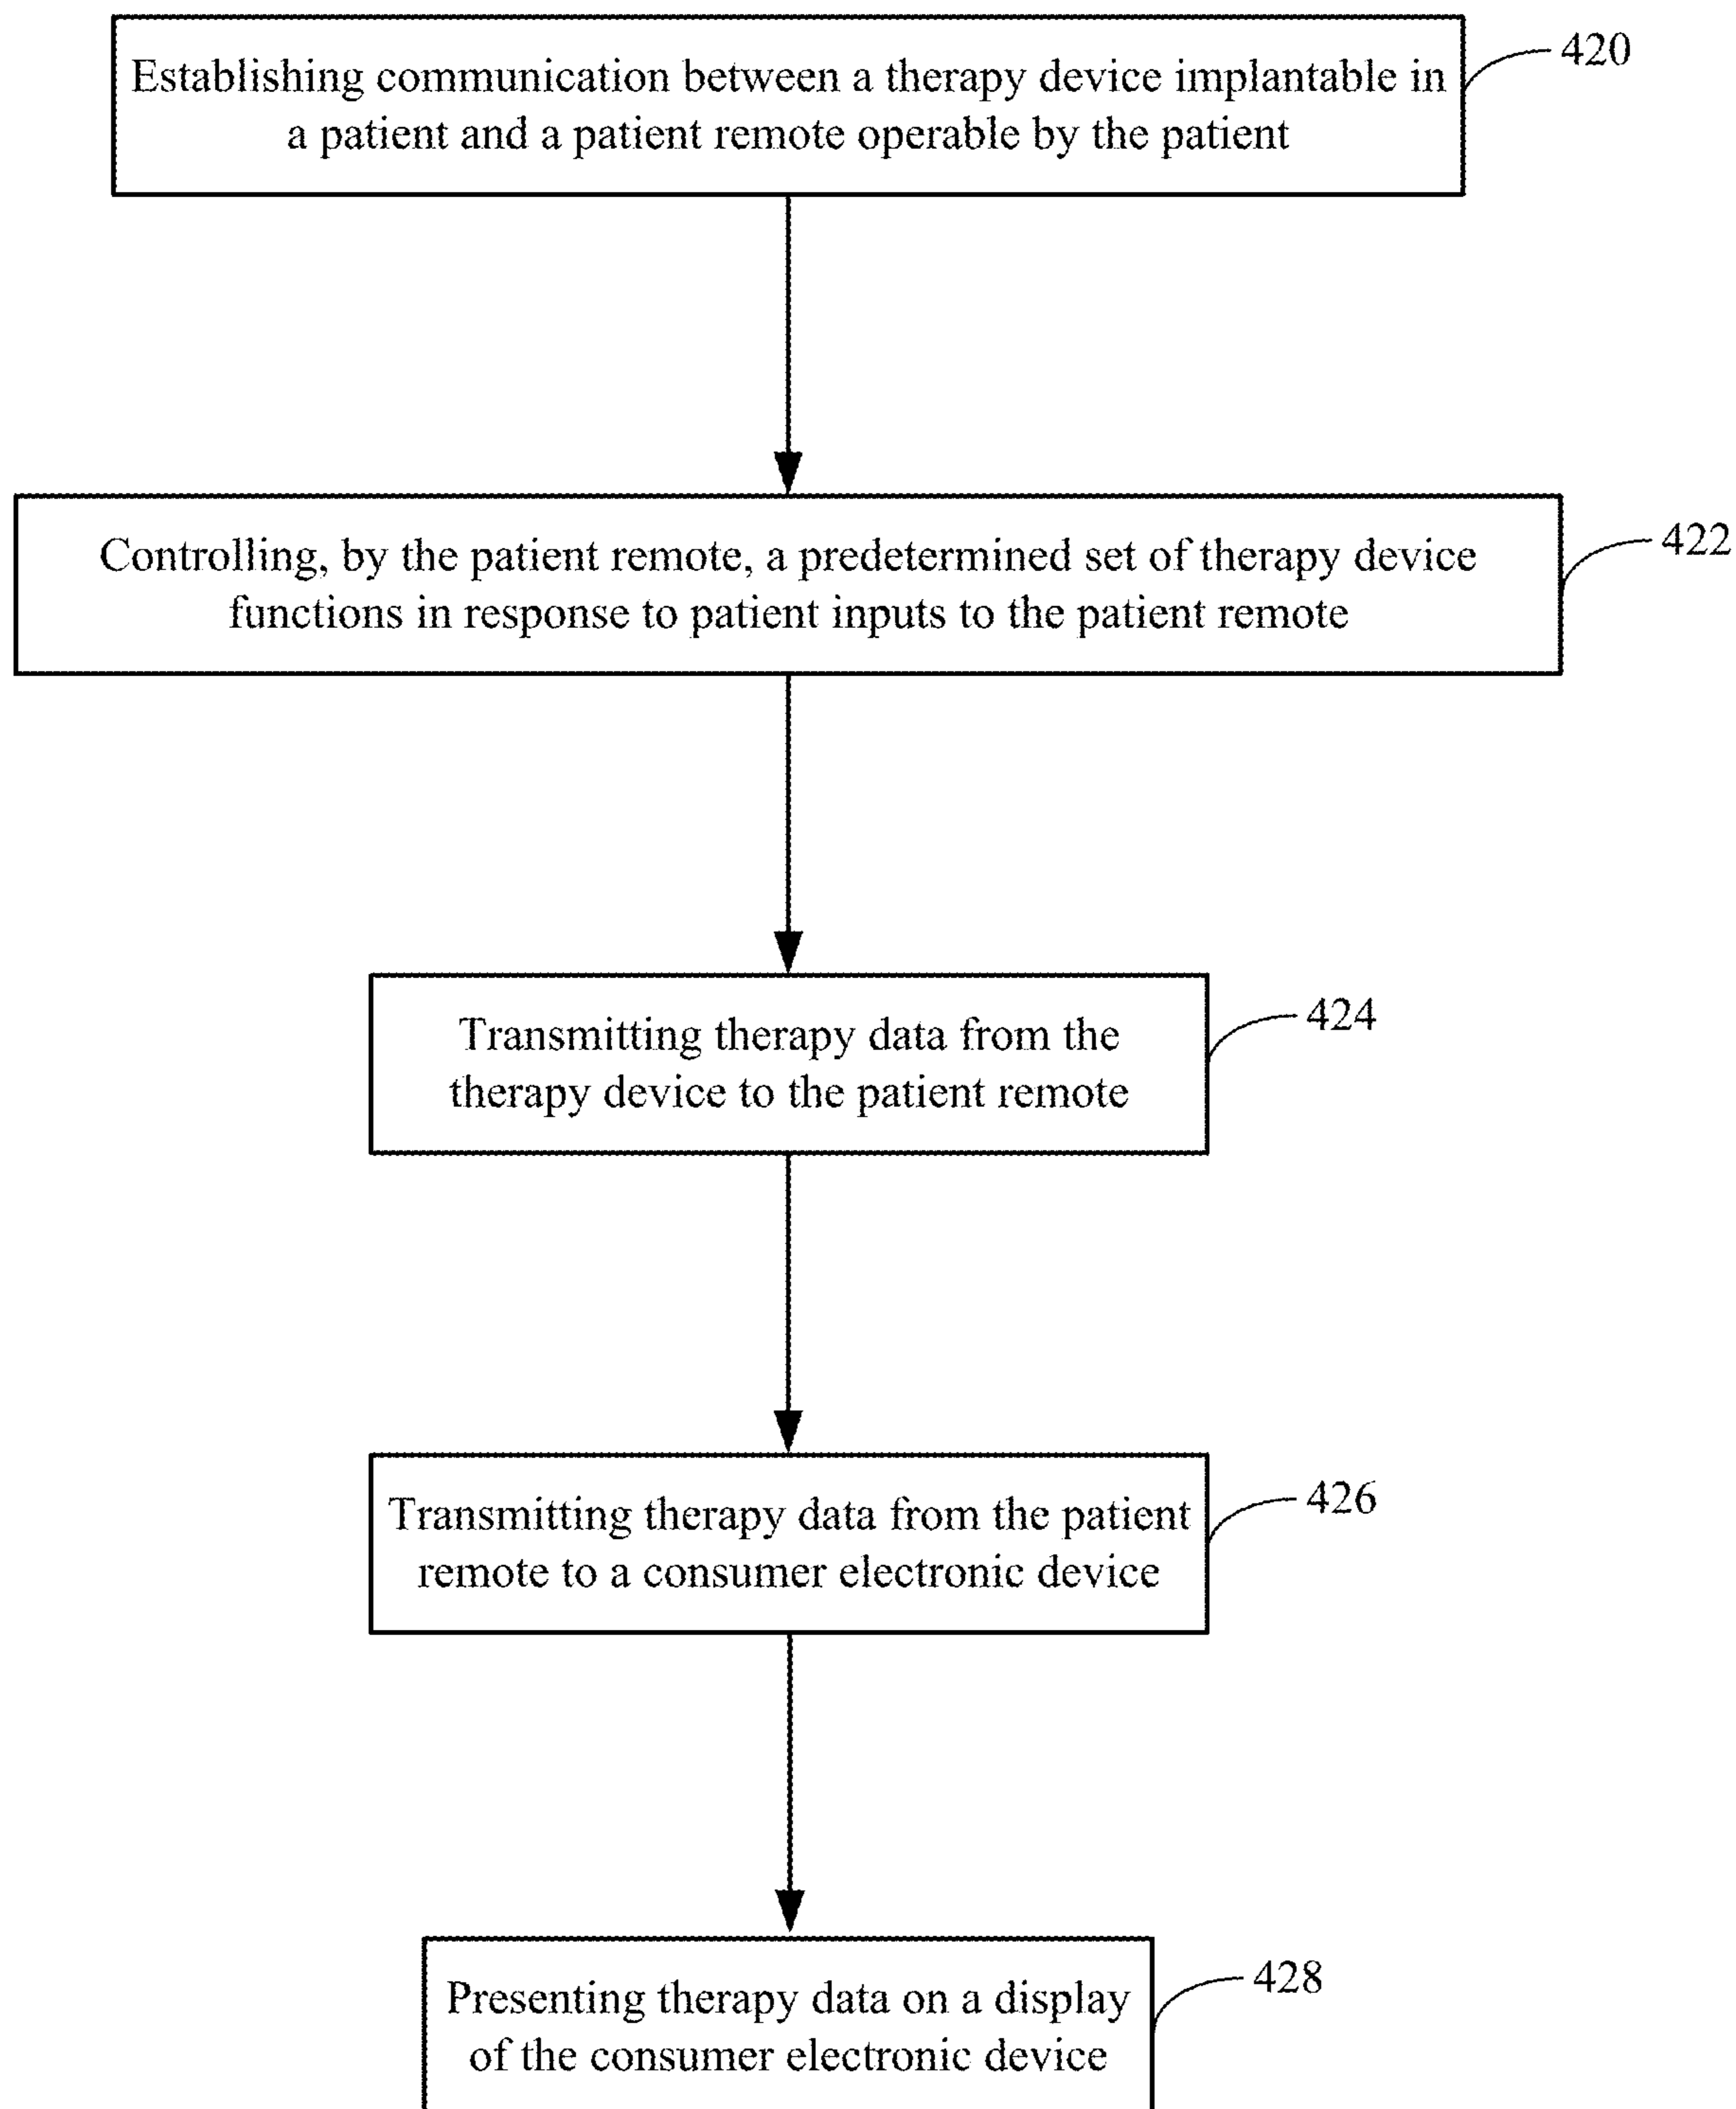 Establishing communication between a therapy device implantable in
a patient and a patient remote operable by the patient
420
Controlling, by the patient remote, a predetermined set of therapy device
functions in response to patient inputs to the patient remote
422
Transmitting therapy data from the
therapy device to the patient remote
424
Transmitting therapy data from the patient
remote to a consumer electronic device
426
Presenting therapy data on a display
of the consumer electronic device
428